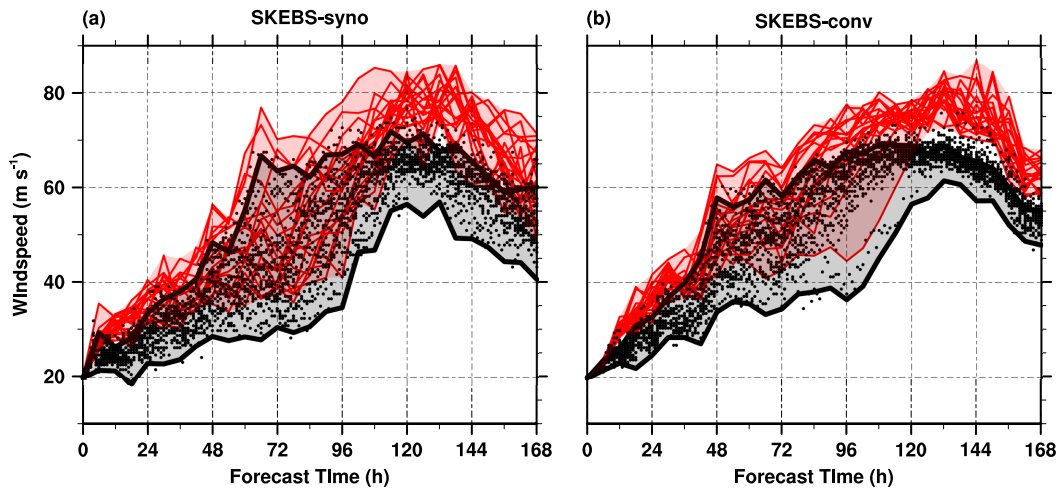 (a) SKEBS-syno
(b) SKEBS-conv
WIndspeed (m s⁻¹)
80
60
40
20
0 24 48 72 96 120 144 168
0 24 48 72 96 120 144 168
Forecast TIme (h)
Forecast TIme (h)